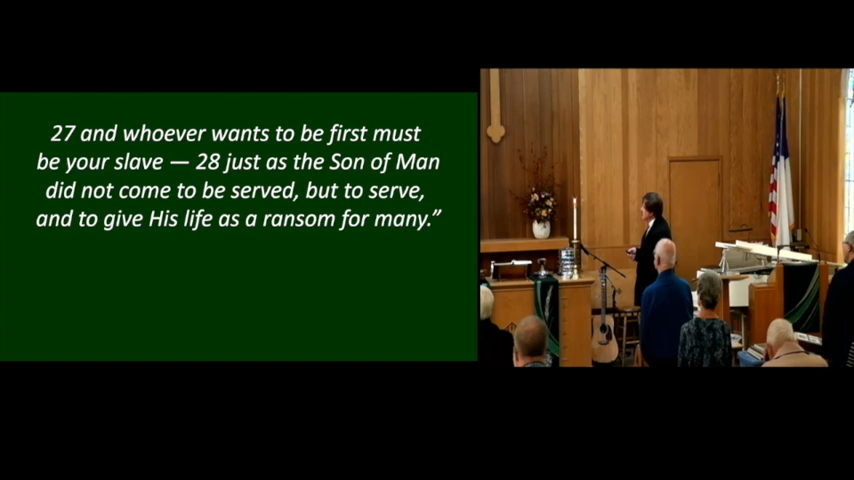 27 and whoever wants to be first must
be your slave — 28 just as the Son of Man
did not come to be served, but to serve,
and to give His life as a ransom for many.”